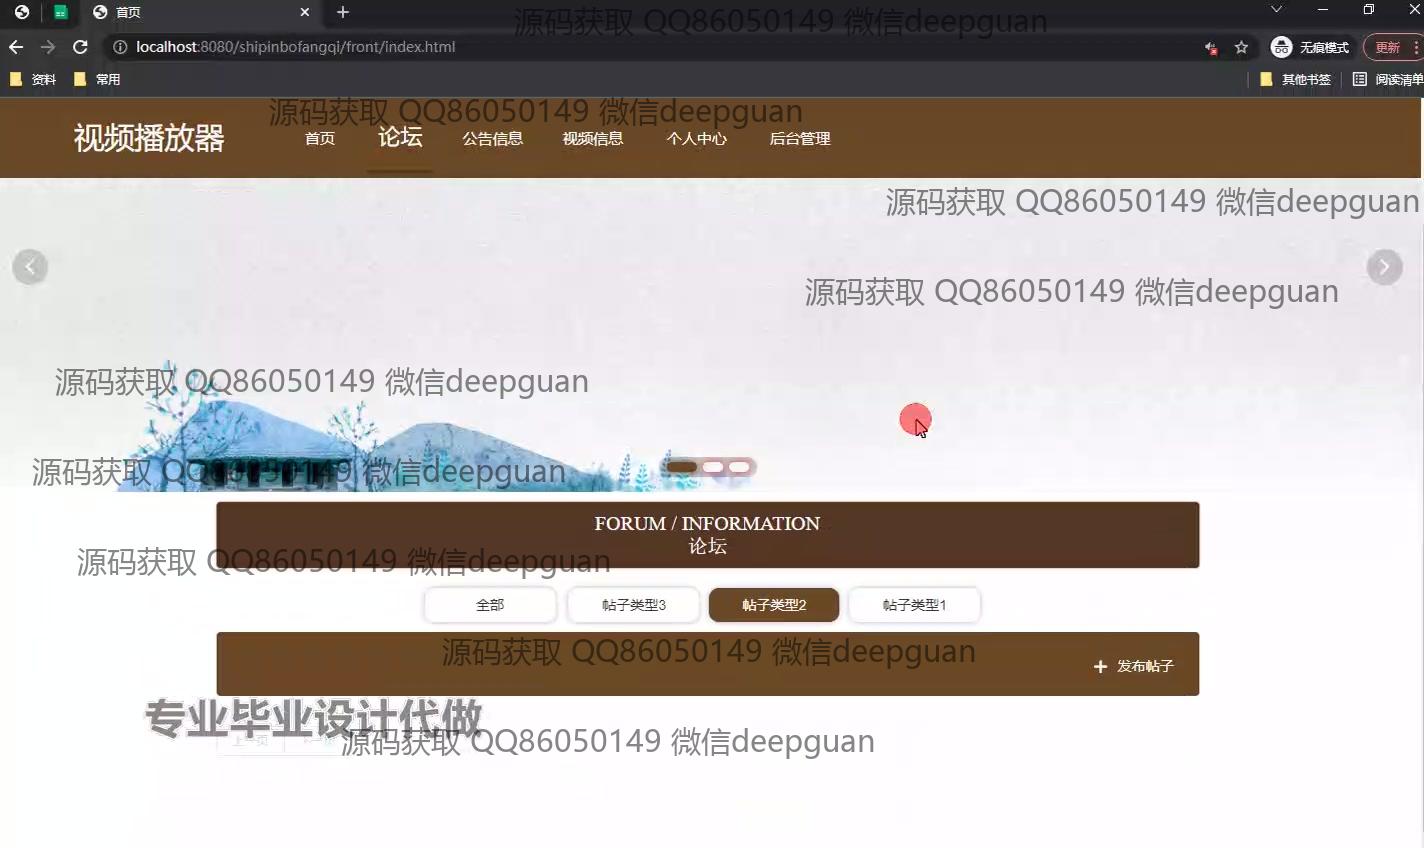 首页
源码获取 QQ86050149 微信deepguan
localhost:8080/shipinbofangqi/front/index.html
无痕模式
更新
资料
常用
其他书签
阅读清单
源码获取 QQ86050149 微信deepguan
视频播放器
首页
论坛
公告信息
视频信息
个人中心
后台管理
源码获取 QQ86050149 微信deepguan
源码获取 QQ86050149 微信deepguan
源码获取 QQ86050149 微信deepguan
源码获取 QQ86050149 微信deepguan
FORUM / INFORMATION
论坛
源码获取 QQ86050149 微信deepguan
全部
帖子类型3
帖子类型2
帖子类型1
源码获取 QQ86050149 微信deepguan
发布帖子
专业毕业设计代做
上一页
源码获取 QQ86050149 微信deepguan